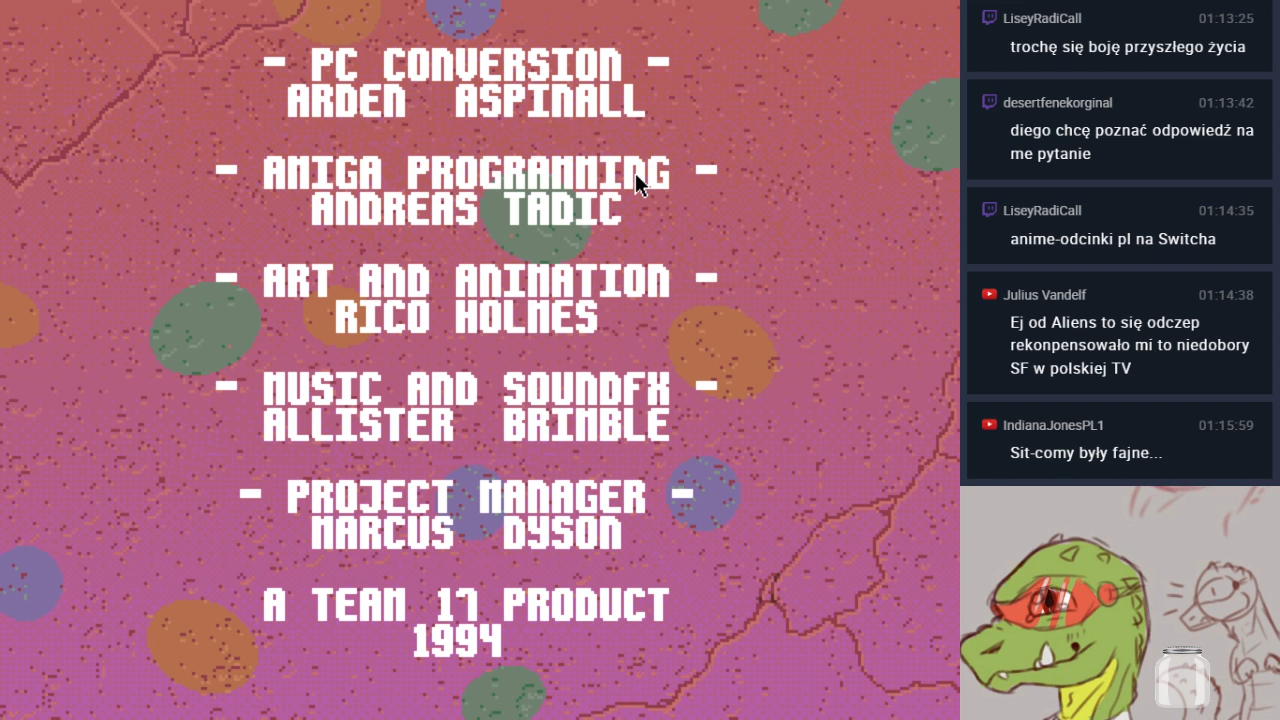 - PC CONVERSION -
ARDEN ASPINALL
- AMIGA PROGRAMMING -
ANDREAS TADIC
- ART AND ANIMATION -
RICO HOLMES
- MUSIC AND SOUNDFX -
ALLISTER BRIMBLE
- PROJECT MANAGER -
MARCUS DYSON
A TEAM 17 PRODUCT
1994
LiseyRadiCall 01:13:25
trochę się boję przyszłego życia
desertfenekorginal 01:13:42
diego chcę poznać odpowiedź na
me pytanie
LiseyRadiCall 01:14:35
anime-odcinki pl na Switcha
Julius Vandelf 01:14:38
Ej od Aliens to się odczep
rekonpensowało mi to niedobory
SF w polskiej TV
IndianaJonesPL1 01:15:59
Sit-comy były fajne...